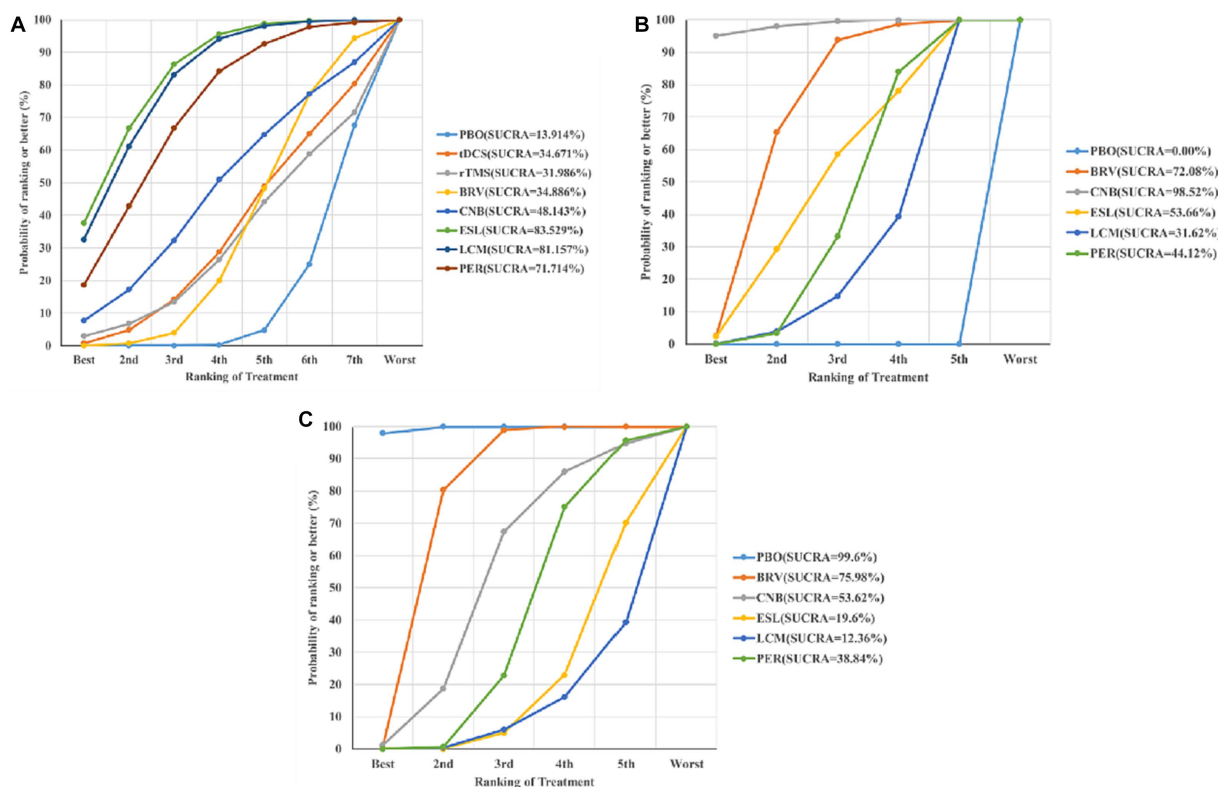 A
Probability of ranking or better (%)
100
90
80
70
60
50
40
30
20
10
0
Best 2nd 3rd 4th 5th 6th 7th Worst
Ranking of Treatment
PBO(SUCRA=13.914%)
tDCS(SUCRA=34.671%)
rTMS(SUCRA=31.986%)
BRV(SUCRA=34.886%)
CNB(SUCRA=48.143%)
ESL(SUCRA=83.529%)
LCM(SUCRA=81.157%)
PER(SUCRA=71.714%)
B
Probability of ranking or better (%)
100
90
80
70
60
50
40
30
20
10
0
Best 2nd 3rd 4th 5th Worst
Ranking of Treatment
PBO(SUCRA=0.00%)
BRV(SUCRA=72.08%)
CNB(SUCRA=98.52%)
ESL(SUCRA=53.66%)
LCM(SUCRA=31.62%)
PER(SUCRA=44.12%)
C
Probability of ranking or better (%)
100
90
80
70
60
50
40
30
20
10
0
Best 2nd 3rd 4th 5th Worst
Ranking of Treatment
PBO(SUCRA=99.6%)
BRV(SUCRA=75.98%)
CNB(SUCRA=53.62%)
ESL(SUCRA=19.6%)
LCM(SUCRA=12.36%)
PER(SUCRA=38.84%)